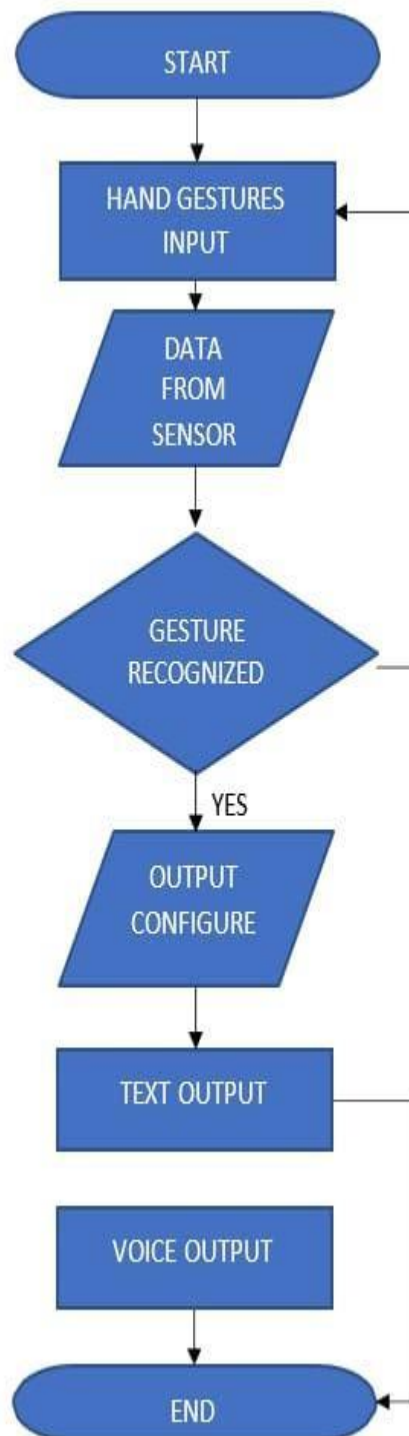 START
HAND GESTURES
INPUT
DATA
FROM
SENSOR
GESTURE
RECOGNIZED
YES
OUTPUT
CONFIGURE
TEXT OUTPUT
VOICE OUTPUT
END